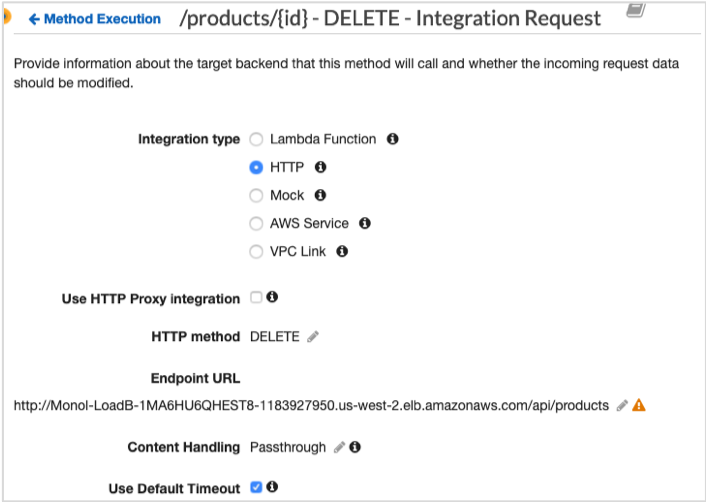 ← Method Execution /products/{id} - DELETE - Integration Request
Provide information about the target backend that this method will call and whether the incoming request data
should be modified.
Integration type Lambda Function
HTTP
Mock
AWS Service
VPC Link
Use HTTP Proxy integration
HTTP method DELETE
Endpoint URL
http://Monol-LoadB-1MA6HU6QHEST8-1183927950.us-west-2.elb.amazonaws.com/api/products
Content Handling Passthrough
Use Default Timeout